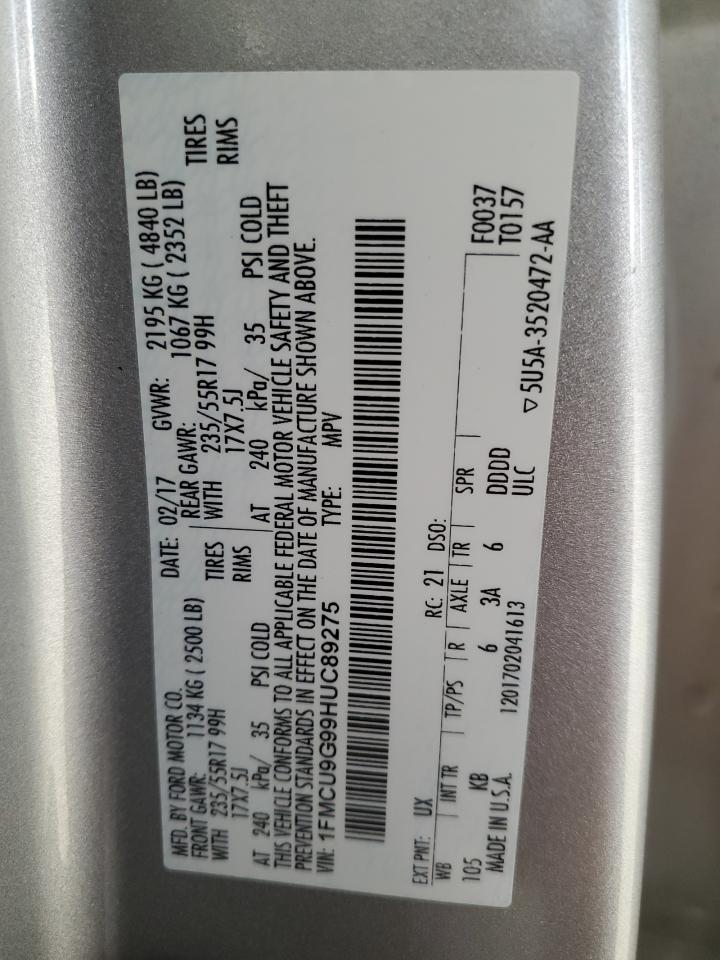 MFD. BY FORD MOTOR CO. DATE: 02/17 GVWR: 2195 KG ( 4840 LB)
FRONT GAWR: 1134 KG ( 2500 LB) REAR GAWR: 1067 KG ( 2352 LB)
WITH 235/55R17 99H TIRES WITH 235/55R17 99H TIRES
17X7.5J RIMS 17X7.5J RIMS
AT 240 kPa/ 35 PSI COLD AT 240 kPa/ 35 PSI COLD
THIS VEHICLE CONFORMS TO ALL APPLICABLE FEDERAL MOTOR VEHICLE SAFETY AND THEFT
PREVENTION STANDARDS IN EFFECT ON THE DATE OF MANUFACTURE SHOWN ABOVE.
VIN: 1FMCU9G99HUC89275 TYPE: MPV
EXT PNT: UX RC: 21 DSO: F0037
WB INT TR TP/PS R AXLE TR SPR T0157
105 KB 6 3A 6 DDDD
MADE IN U.S.A. 1201702041613 ULC ▽5U5A-3520472-AA